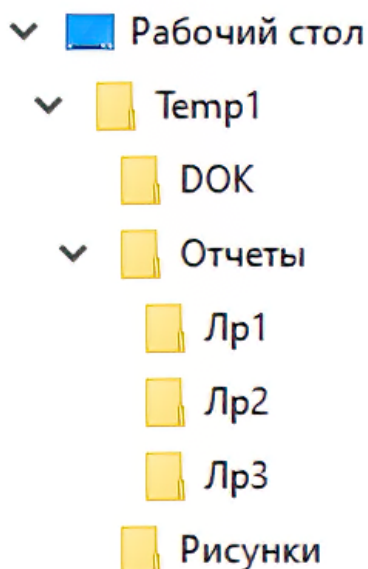 Рабочий стол
Temp1
DOK
Отчеты
Лр1
Лр2
Лр3
Рисунки